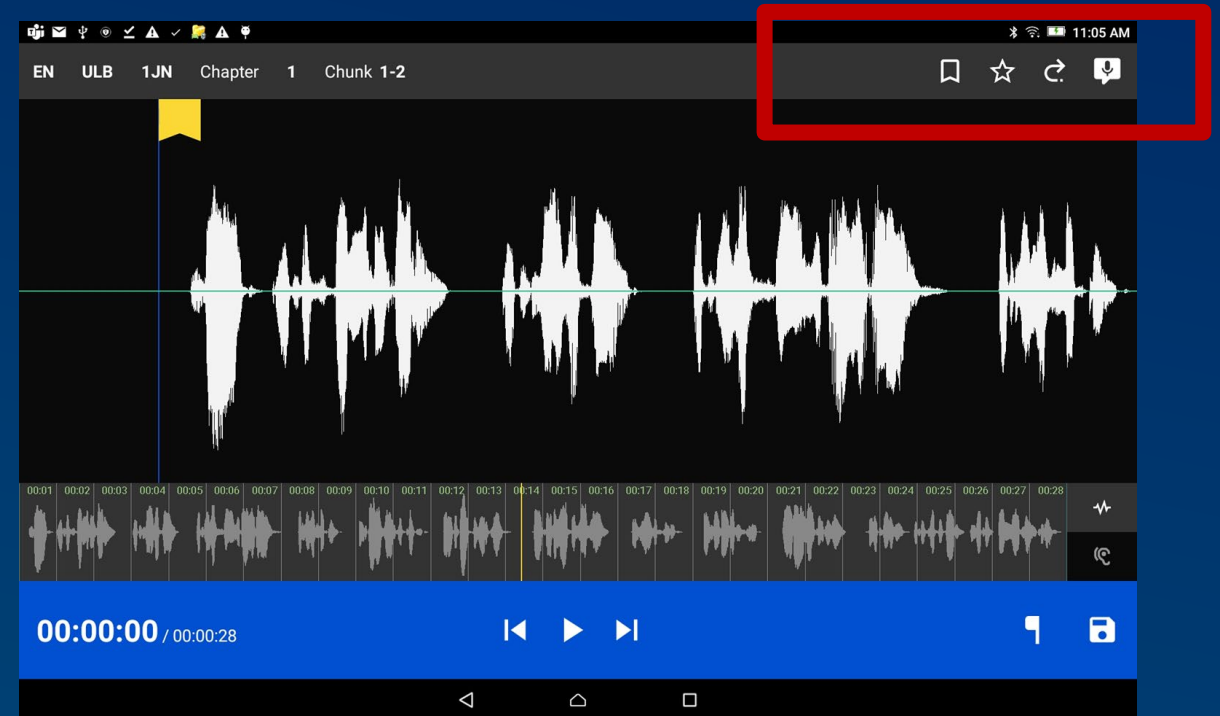 11:05 AM
EN ULB 1JN Chapter 1 Chunk 1-2
00:01 00:02 00:03 00:04 00:05 00:06 00:07 00:08 00:09 00:10 00:11 00:12 00:13 00:14 00:15 00:16 00:17 00:18 00:19 00:20 00:21 00:22 00:23 00:24 00:25 00:26 00:27 00:28
00:00:00 / 00:00:28